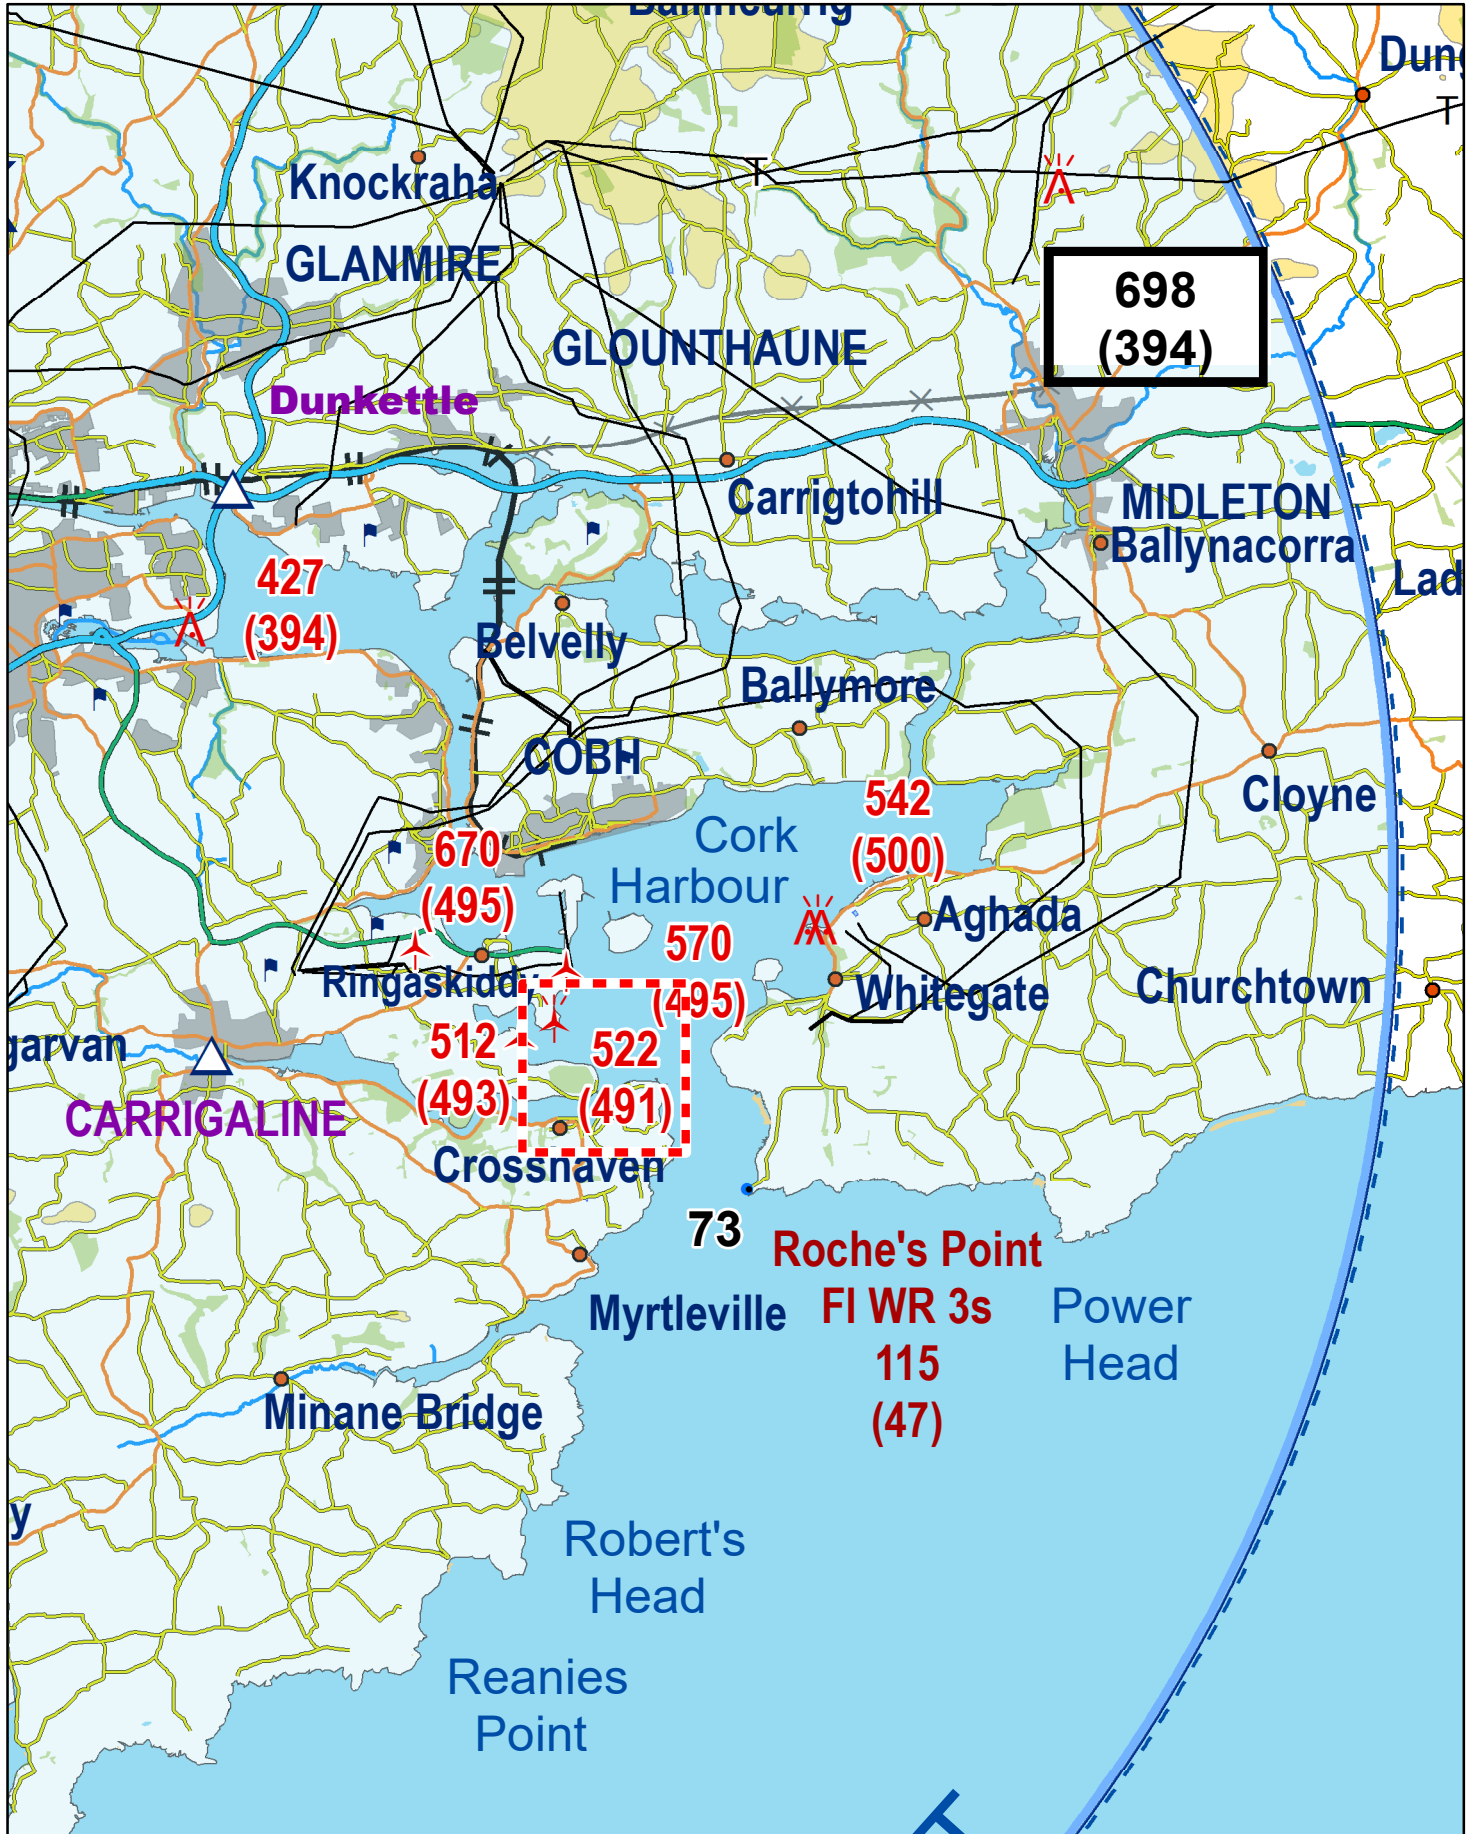 Knockraha
GLANMIRE
T
T
698
(394)
GLOUNTHAUNE
Dunkettle
Carrigtohill
MIDLETON
Ballynacorra
427
(394)
Belvelly
Ballymore
COBH
Cloyne
542
(500)
Cork
Harbour
670
(495)
570
(495)
Aghada
Ringaskiddy
Whitegate
Churchtown
512
(493)
522
(491)
garvan
CARRIGALINE
Crosshaven
73
Roche's Point
Fl WR 3s
115
(47)
Myrtleville
Power
Head
Minane Bridge
y
Robert's
Head
Reanies
Point
Dung
Lad